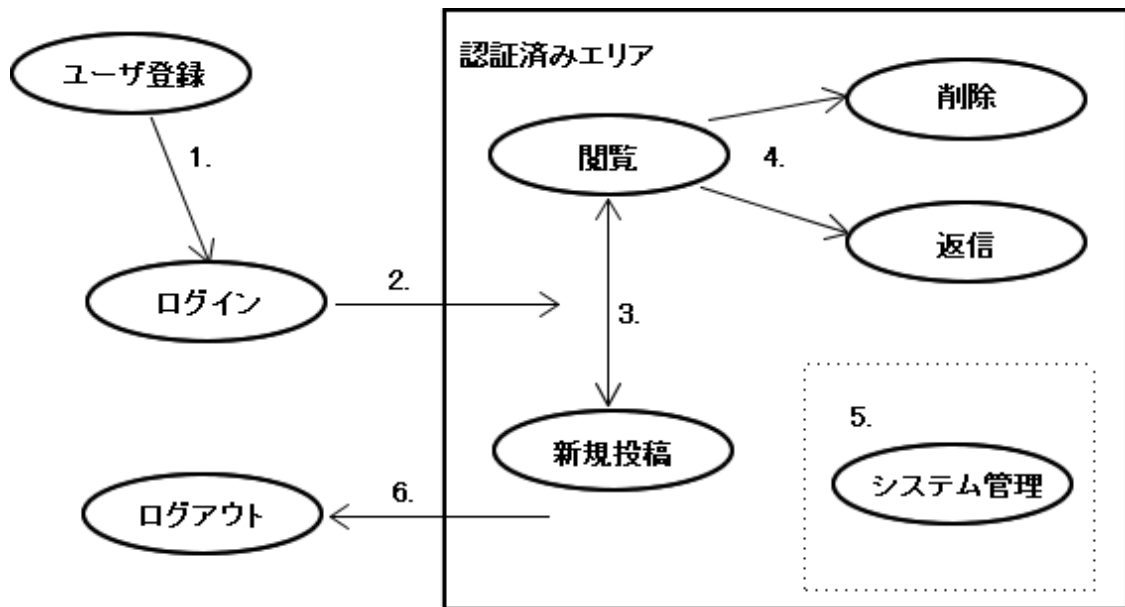 ユーザ登録
認証済みエリア
削除
閲覧
4.
1.
返信
ログイン
2.
3.
5.
新規投稿
システム管理
6.
ログアウト